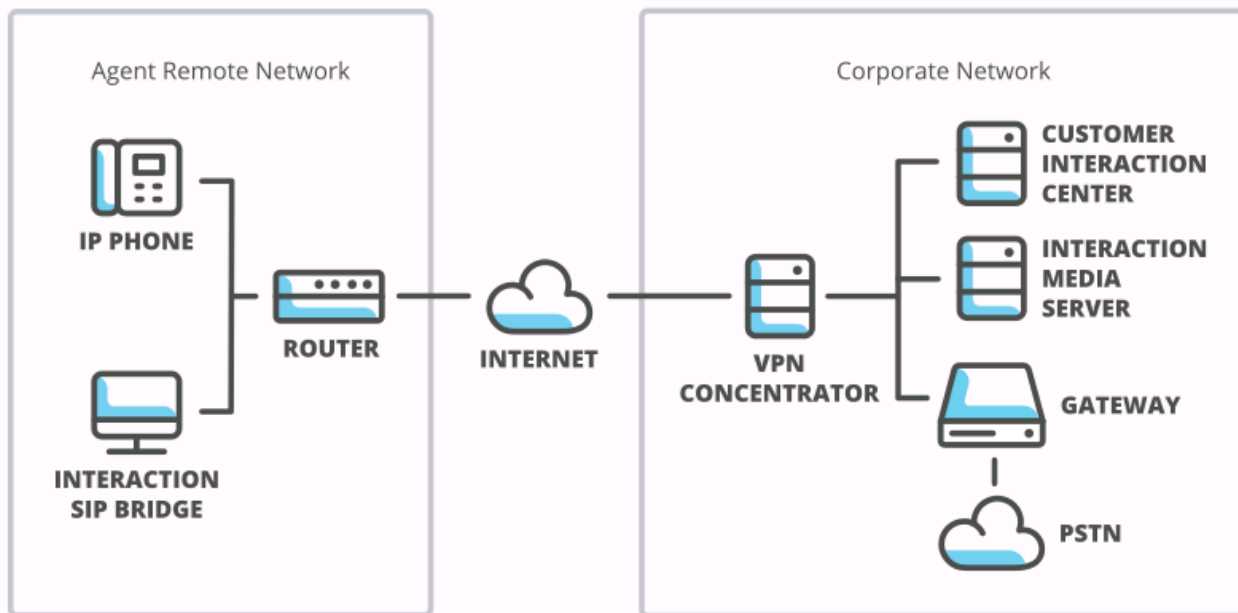 Agent Remote Network
IP PHONE
ROUTER
INTERACTION
SIP BRIDGE
INTERNET
Corporate Network
VPN
CONCENTRATOR
CUSTOMER
INTERACTION
CENTER
INTERACTION
MEDIA
SERVER
GATEWAY
PSTN